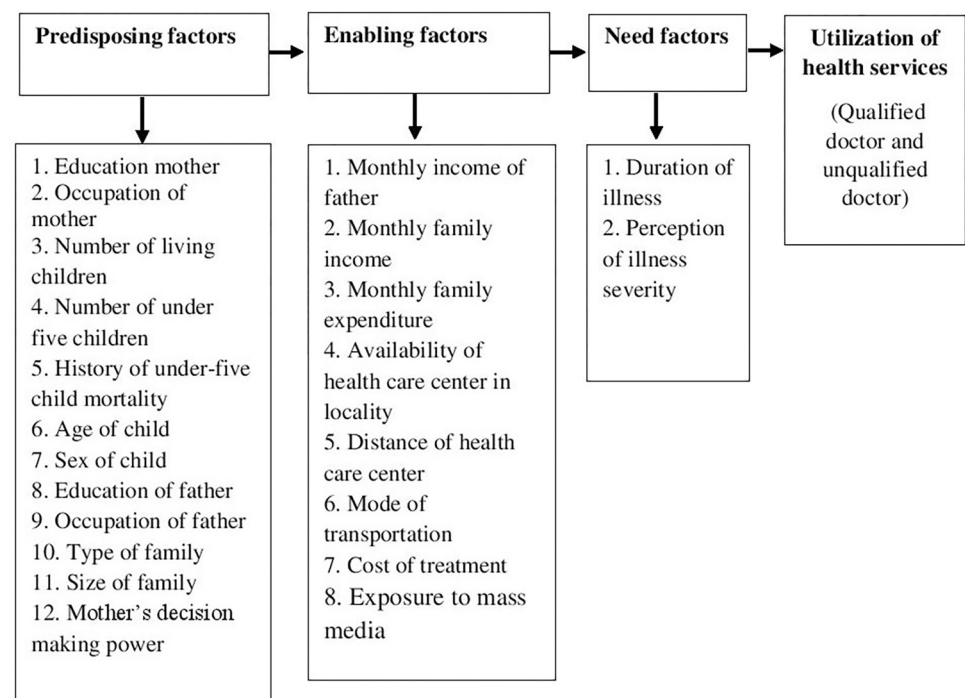 Predisposing factors
1. Education mother
2. Occupation of
mother
3. Number of living
children
4. Number of under
five children
5. History of under-five
child mortality
6. Age of child
7. Sex of child
8. Education of father
9. Occupation of father
10. Type of family
11. Size of family
12. Mother’s decision
making power
Enabling factors
1. Monthly income of
father
2. Monthly family
income
3. Monthly family
expenditure
4. Availability of
health care center in
locality
5. Distance of health
care center
6. Mode of
transportation
7. Cost of treatment
8. Exposure to mass
media
Need factors
1. Duration of
illness
2. Perception
of illness
severity
Utilization of
health services
(Qualified
doctor and
unqualified
doctor)